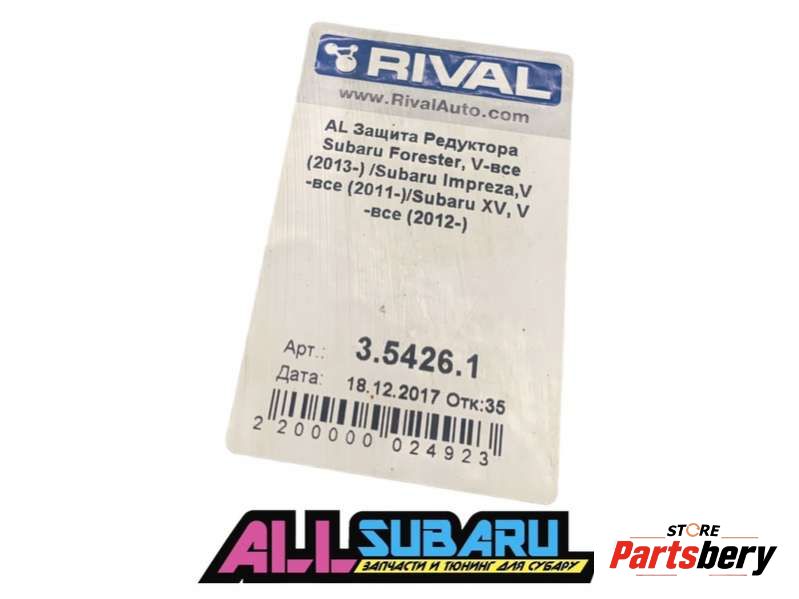 RIVAL
www.RivalAuto.com
AL Защита Редуктора
Subaru Forester, V-все
(2013-) /Subaru Impreza,V
-все (2011-)/Subaru XV, V
-все (2012-)
Арт.: 3.5426.1
Дата: 18.12.2017 Отк:35
2 200000 024923
ALL SUBARU
ЗАПЧАСТИ И ТЮНИНГ ДЛЯ СУБАРУ
STORE
Partsbery